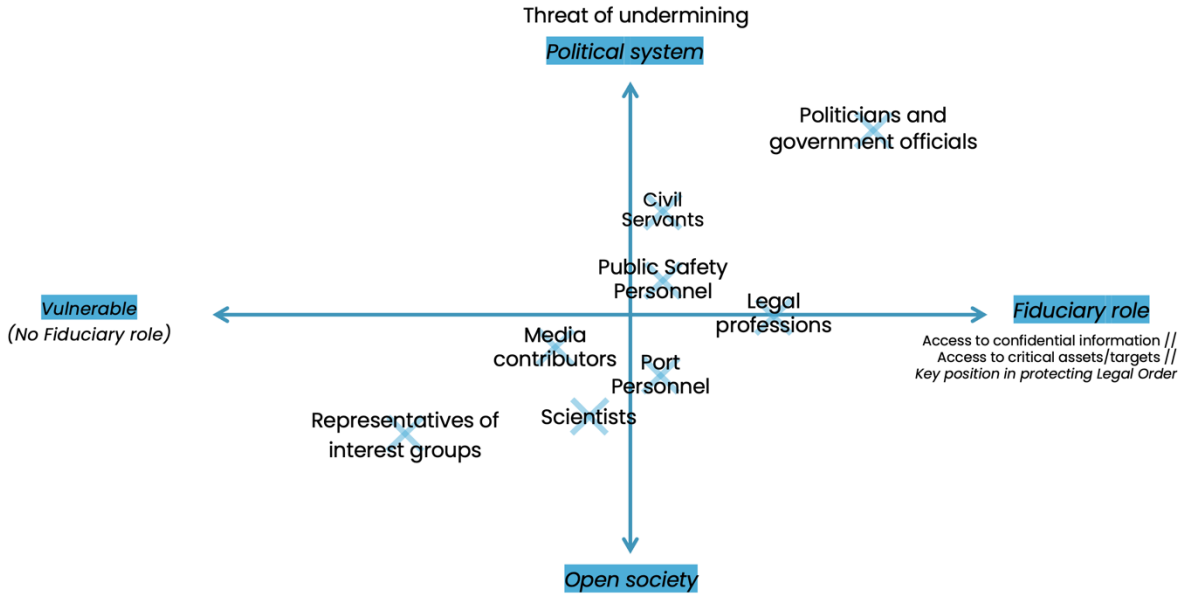 Threat of undermining
Political system
Politicians and
government officials
Civil
Servants
Public Safety
Personnel
Legal
professions
Vulnerable
(No Fiduciary role)
Fiduciary role
Access to confidential information //
Access to critical assets/targets //
Key position in protecting Legal Order
Media
contributors
Port
Personnel
Scientists
Representatives of
interest groups
Open society